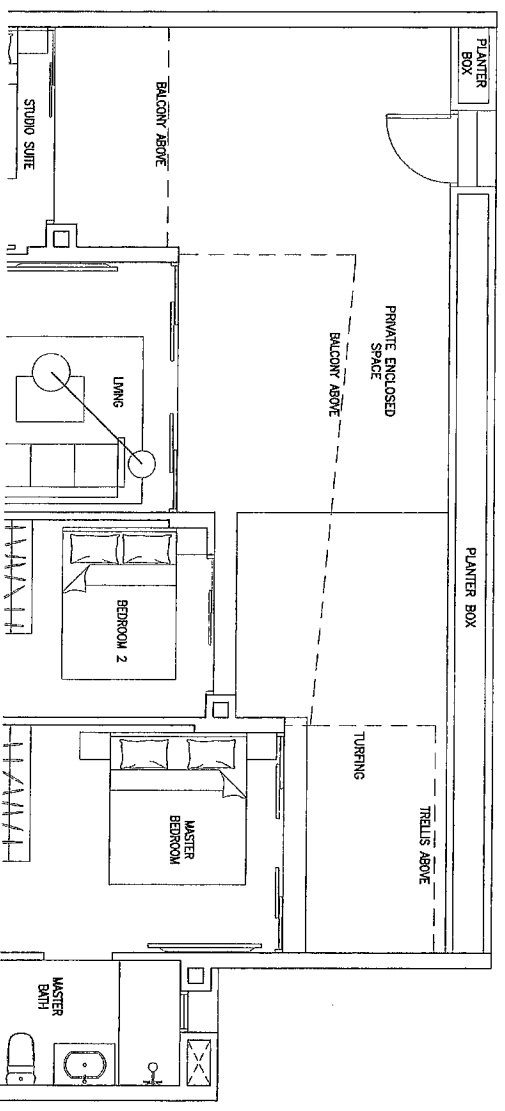 PLANTER
BOX
BALCONY ABOVE
STUDIO SUITE
PRIVATE ENCLOSED
SPACE
BALCONY ABOVE
LIVING
PLANTER BOX
BEDROOM 2
TURFING
TRELLIS ABOVE
MASTER
BEDROOM
MASTER
BATH